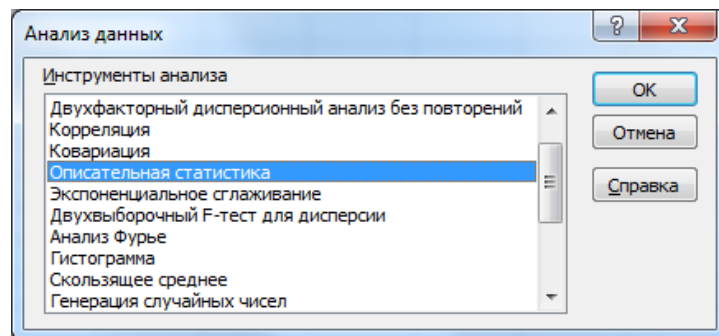 Анализ данных
Инструменты анализа
Двухфакторный дисперсионный анализ без повторений
Корреляция
Ковариация
Описательная статистика
Экспоненциальное сглаживание
Двухвыборочный F-тест для дисперсии
Анализ Фурье
Гистограмма
Скользящее среднее
Генерация случайных чисел
ОК
Отмена
Справка